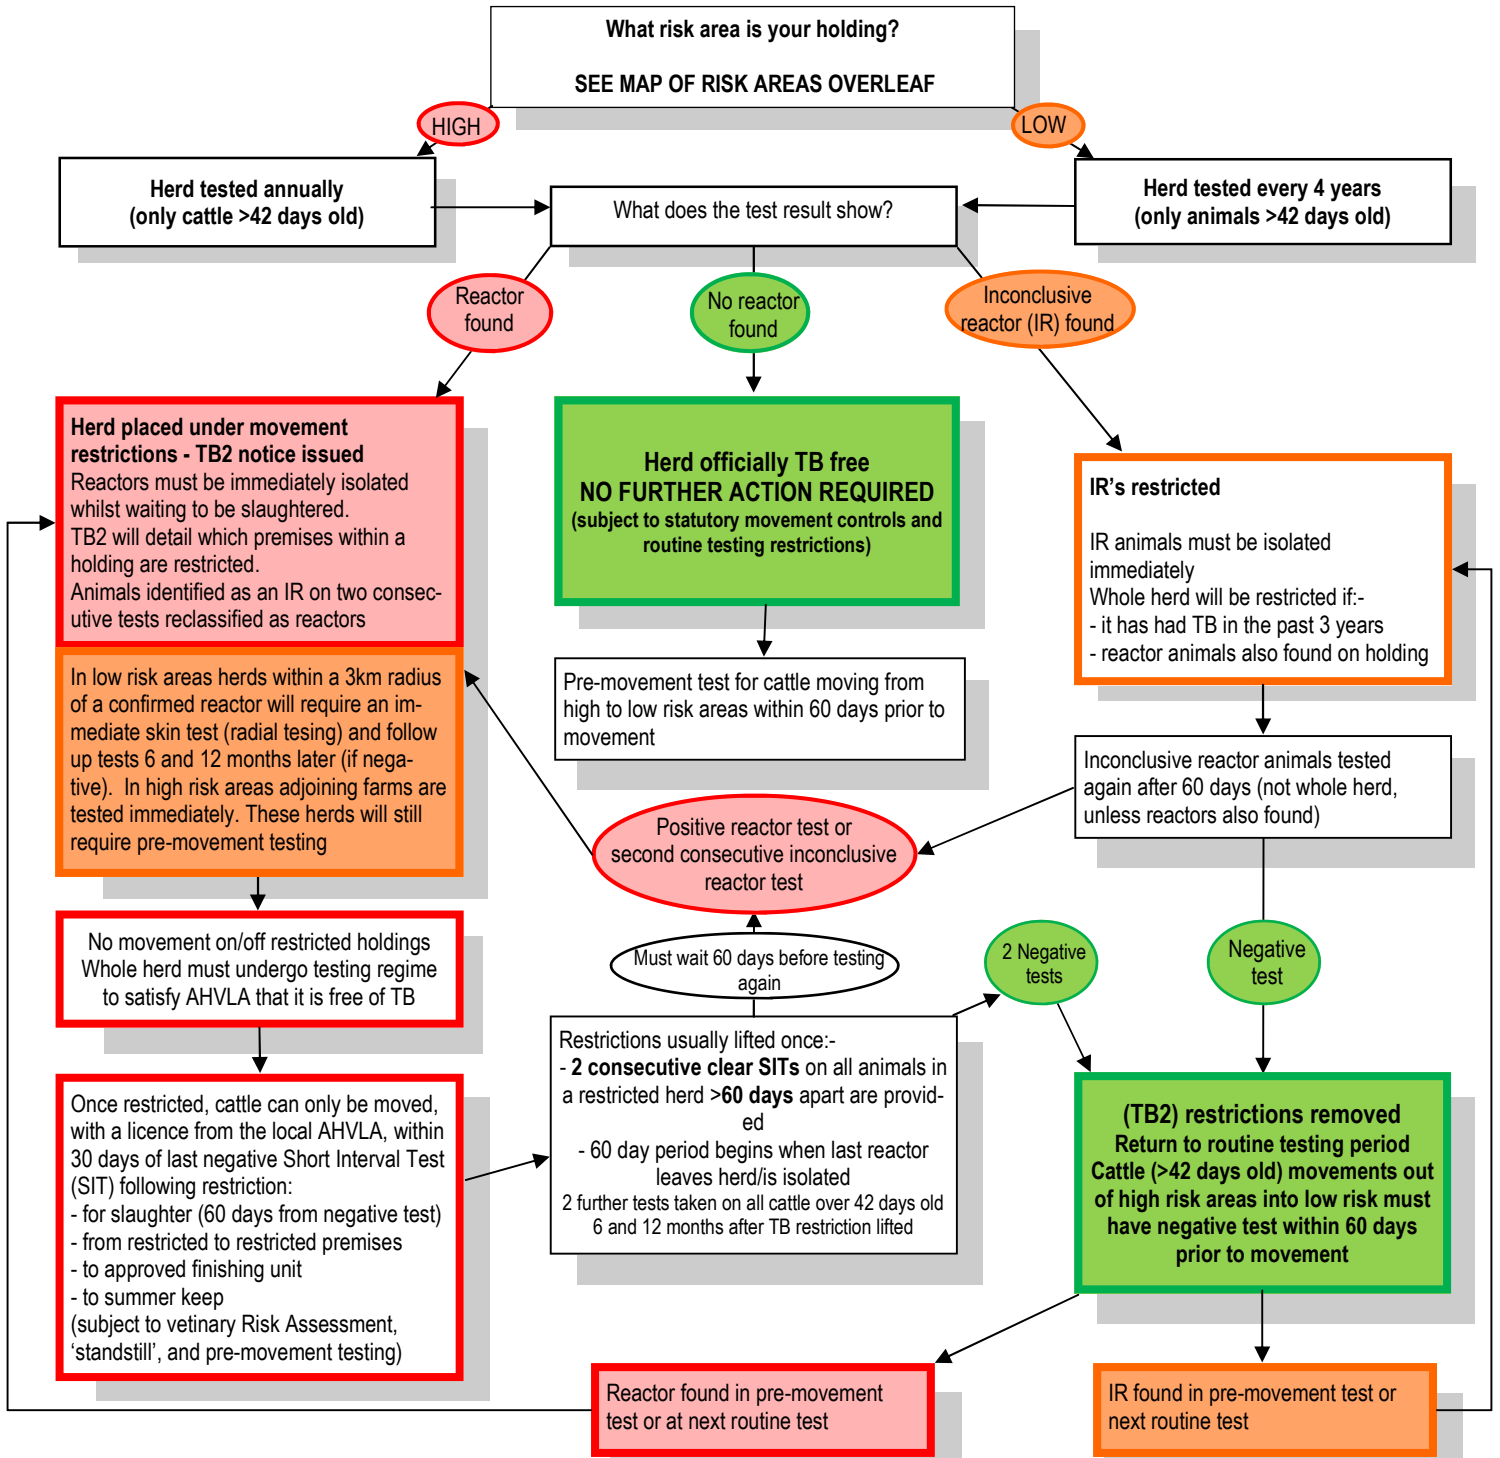 What risk area is your holding?
SEE MAP OF RISK AREAS OVERLEAF
HIGH
LOW
Herd tested annually
(only cattle >42 days old)
What does the test result show?
Herd tested every 4 years
(only animals >42 days old)
Reactor
found
No reactor
found
Inconclusive
reactor (IR) found
Herd placed under movement
restrictions - TB2 notice issued
Reactors must be immediately isolated
whilst waiting to be slaughtered.
TB2 will detail which premises within a
holding are restricted.
Animals identified as an IR on two consec-
utive tests reclassified as reactors
Herd officially TB free
NO FURTHER ACTION REQUIRED
(subject to statutory movement controls and
routine testing restrictions)
IR's restricted
IR animals must be isolated
immediately
Whole herd will be restricted if:-
- it has had TB in the past 3 years
- reactor animals also found on holding
In low risk areas herds within a 3km radius
of a confirmed reactor will require an im-
mediate skin test (radial tesing) and follow
up tests 6 and 12 months later (if nega-
tive).  In high risk areas adjoining farms are
tested immediately. These herds will still
require pre-movement testing
Pre-movement test for cattle moving from
high to low risk areas within 60 days prior to
movement
Inconclusive reactor animals tested
again after 60 days (not whole herd,
unless reactors also found)
Positive reactor test or
second consecutive inconclusive
reactor test
No movement on/off restricted holdings
Whole herd must undergo testing regime
to satisfy AHVLA that it is free of TB
Must wait 60 days before testing
again
2 Negative
tests
Negative
test
Once restricted, cattle can only be moved,
with a licence from the local AHVLA, within
30 days of last negative Short Interval Test
(SIT) following restriction:
- for slaughter (60 days from negative test)
- from restricted to restricted premises
- to approved finishing unit
- to summer keep
(subject to vetinary Risk Assessment,
‘standstill’, and pre-movement testing)
Restrictions usually lifted once:-
- 2 consecutive clear SITs on all animals in
a restricted herd >60 days apart are provid-
ed
- 60 day period begins when last reactor
leaves herd/is isolated
2 further tests taken on all cattle over 42 days old
6 and 12 months after TB restriction lifted
(TB2) restrictions removed
Return to routine testing period
Cattle (>42 days old) movements out
of high risk areas into low risk must
have negative test within 60 days
prior to movement
Reactor found in pre-movement
test or at next routine test
IR found in pre-movement test or
next routine test